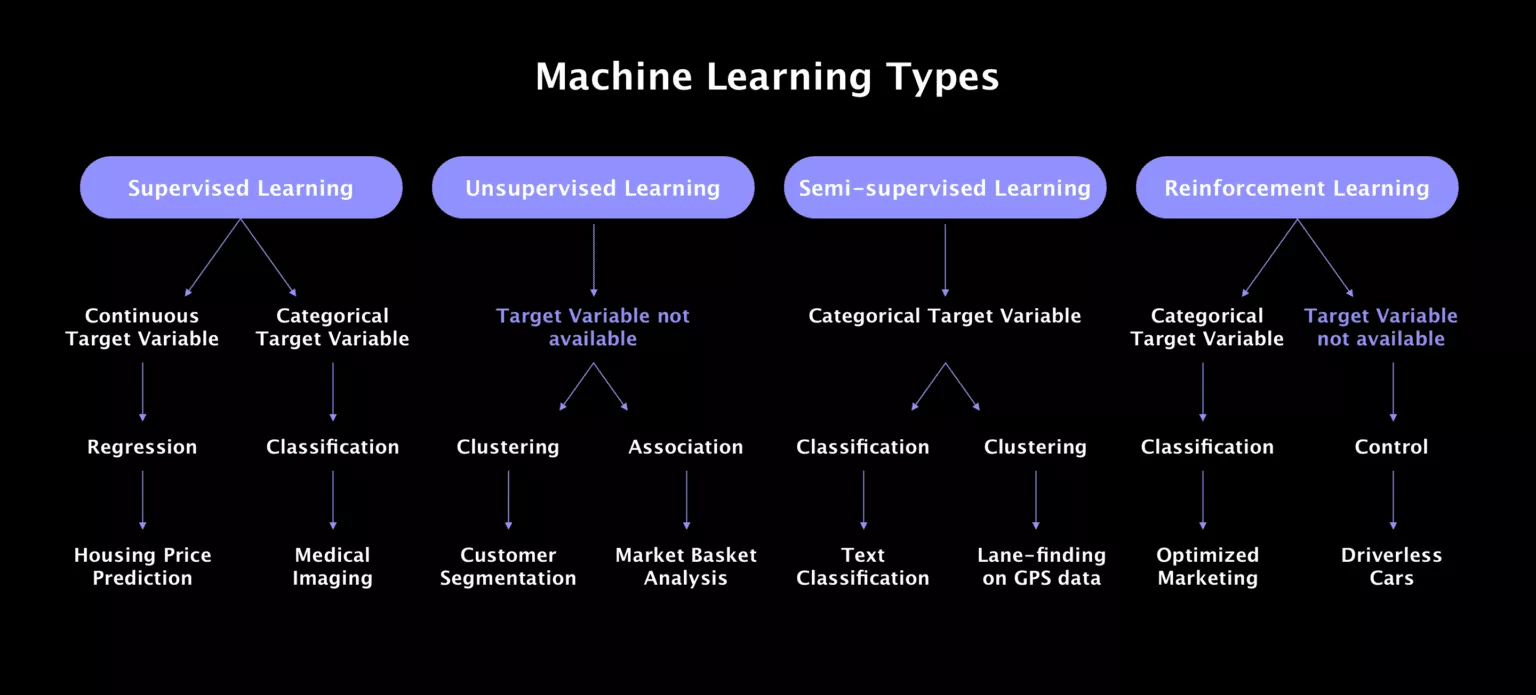 Machine Learning Types
Supervised Learning
Unsupervised Learning
Semi-supervised Learning
Reinforcement Learning
Continuous
Target Variable
Categorical
Target Variable
Target Variable not
available
Categorical Target Variable
Categorical
Target Variable
Target Variable
not available
Regression
Classification
Clustering
Association
Classification
Clustering
Classification
Control
Housing Price
Prediction
Medical
Imaging
Customer
Segmentation
Market Basket
Analysis
Text
Classification
Lane-finding
on GPS data
Optimized
Marketing
Driverless
Cars